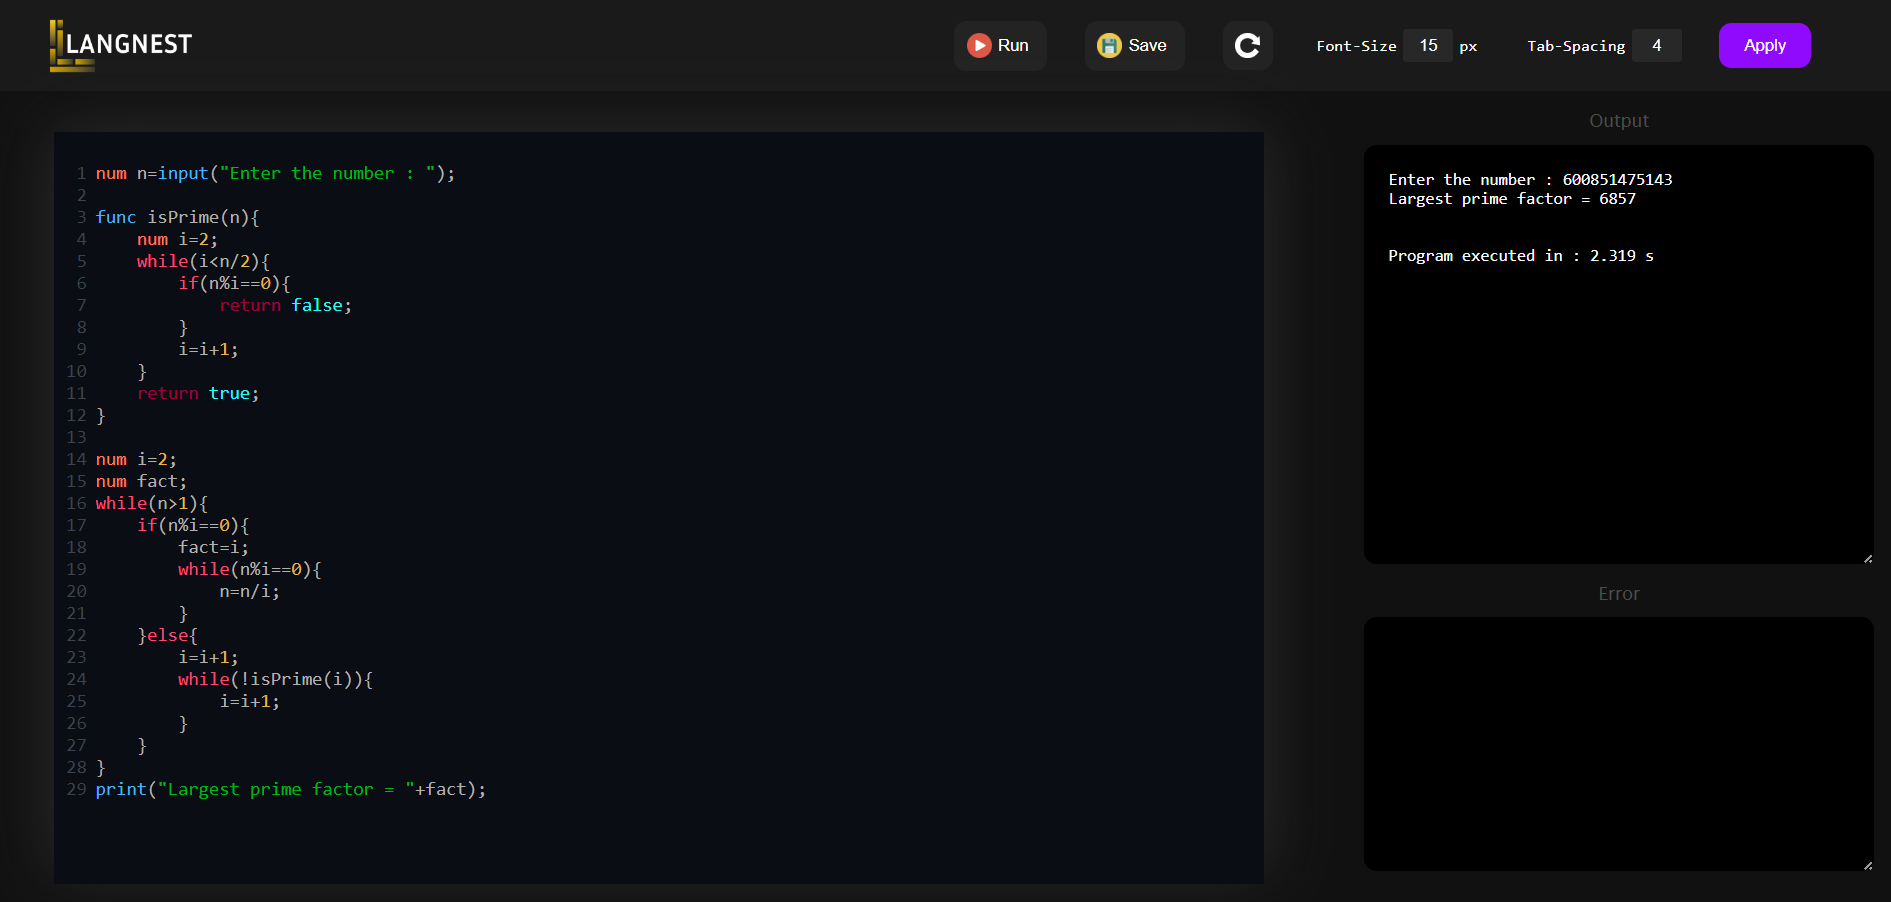 LANGNEST
Run Save Font-Size 15 px Tab-Spacing 4 Apply
1 num n=input("Enter the number : ");
2
3 func isPrime(n){
4     num i=2;
5     while(i<n/2){
6         if(n%i==0){
7             return false;
8         }
9         i=i+1;
10     }
11     return true;
12 }
13
14 num i=2;
15 num fact;
16 while(n>1){
17     if(n%i==0){
18         fact=i;
19         while(n%i==0){
20             n=n/i;
21         }
22     }else{
23         i=i+1;
24         while(!isPrime(i)){
25             i=i+1;
26         }
27     }
28 }
29 print("Largest prime factor = "+fact);
Output
Enter the number : 600851475143
Largest prime factor = 6857
Program executed in : 2.319 s
Error